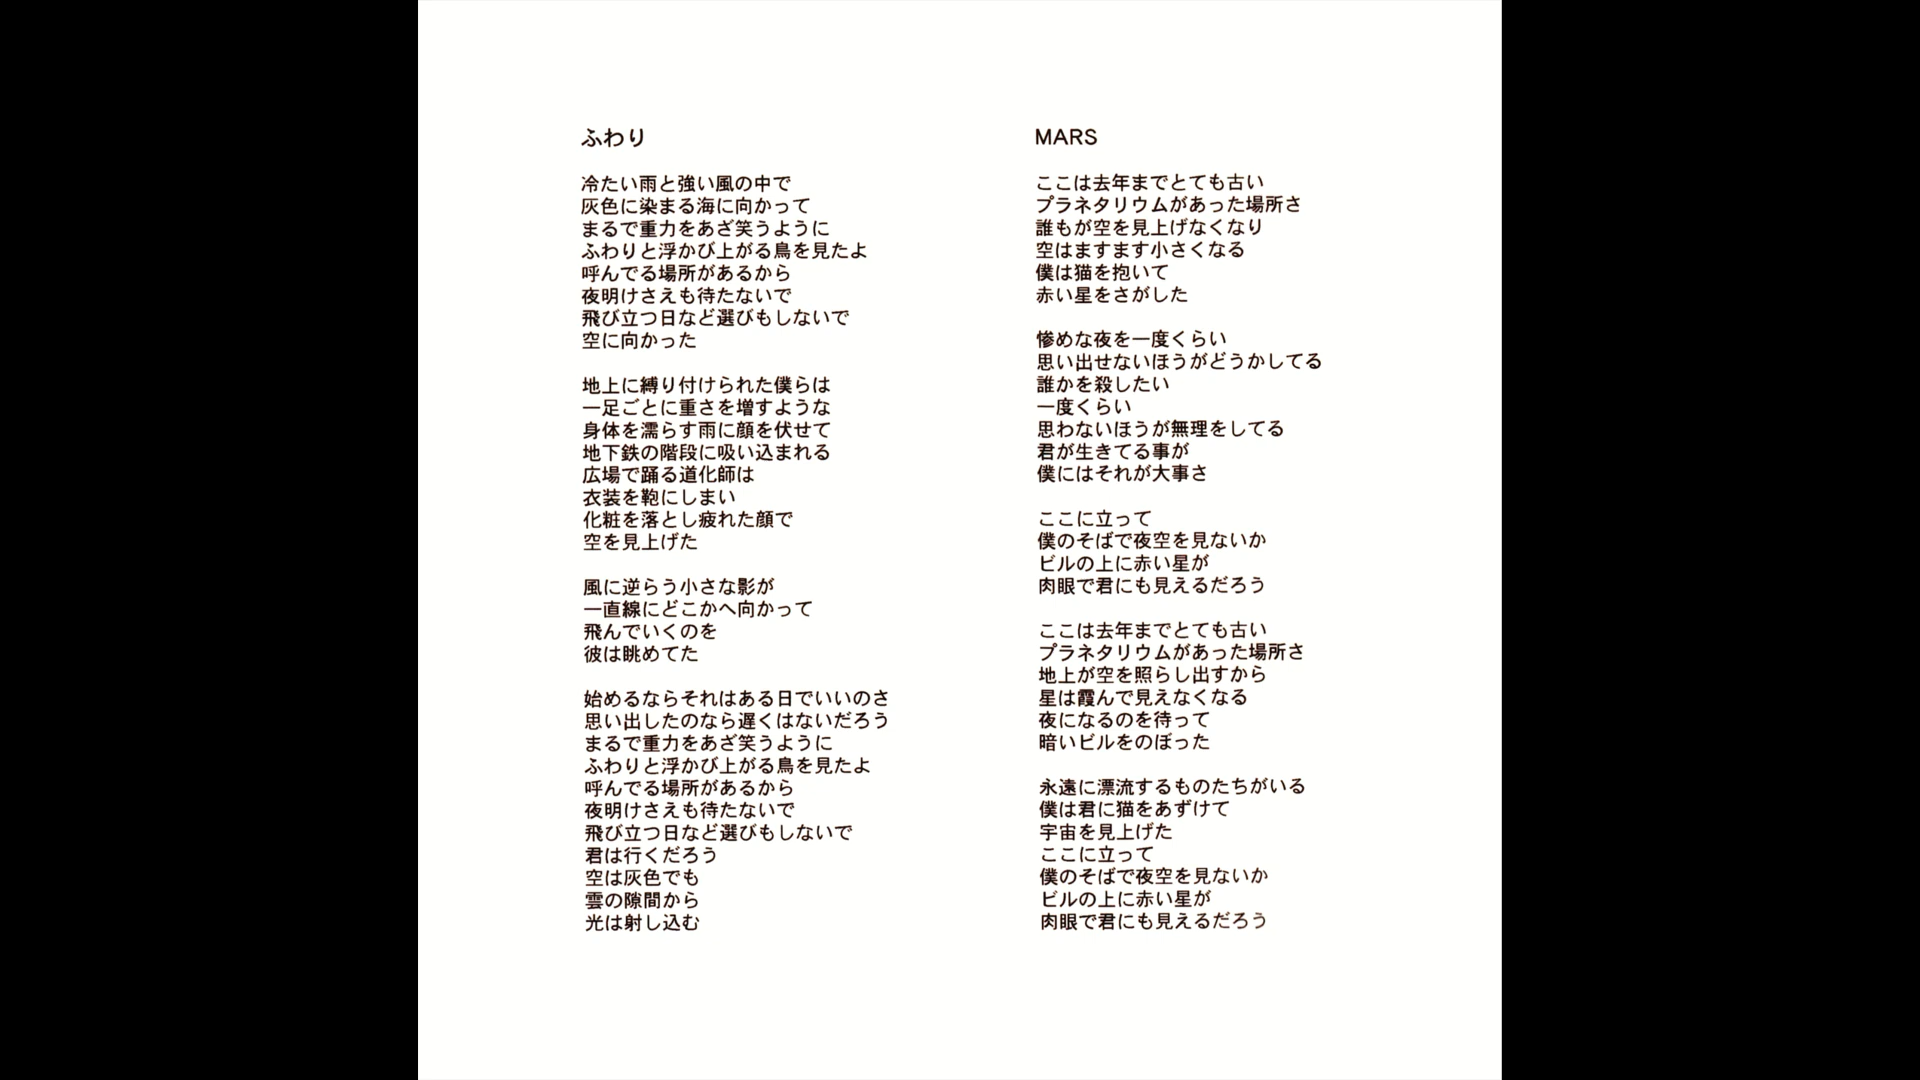 ふわり
冷たい雨と強い風の中で
灰色に染まる海に向かって
まるで重力をあざ笑うように
ふわりと浮かび上がる鳥を見たよ
呼んでる場所があるから
夜明けさえも待たないで
飛び立つ日など選びもしないで
空に向かった
地上に縛り付けられた僕らは
一足ごとに重さを増すような
身体を濡らす雨に顔を伏せて
地下鉄の階段に吸い込まれる
広場で踊る道化師は
衣装を鞄にしまい
化粧を落とし疲れた顔で
空を見上げた
風に逆らう小さな影が
一直線にどこかへ向かって
飛んでいくのを
彼は眺めてた
始めるならそれはある日でいいのさ
思い出したのなら遅くはないだろう
まるで重力をあざ笑うように
ふわりと浮かび上がる鳥を見たよ
呼んでる場所があるから
夜明けさえも待たないで
飛び立つ日など選びもしないで
君は行くだろう
空は灰色でも
雲の隙間から
光は射し込む
MARS
ここは去年までとても古い
プラネタリウムがあった場所さ
誰もが空を見上げなくなり
空はますます小さくなる
僕は猫を抱いて
赤い星をさがした
惨めな夜を一度くらい
思い出せないほうがどうかしてる
誰かを殺したい
一度くらい
思わないほうが無理をしてる
君が生きてる事が
僕にはそれが大事さ
ここに立って
僕のそばで夜空を見ないか
ビルの上に赤い星が
肉眼で君にも見えるだろう
ここは去年までとても古い
プラネタリウムがあった場所さ
地上が空を照らし出すから
星は霞んで見えなくなる
夜になるのを待って
暗いビルをのぼった
永遠に漂流するものたちがいる
僕は君に猫をあずけて
宇宙を見上げた
ここに立って
僕のそばで夜空を見ないか
ビルの上に赤い星が
肉眼で君にも見えるだろう